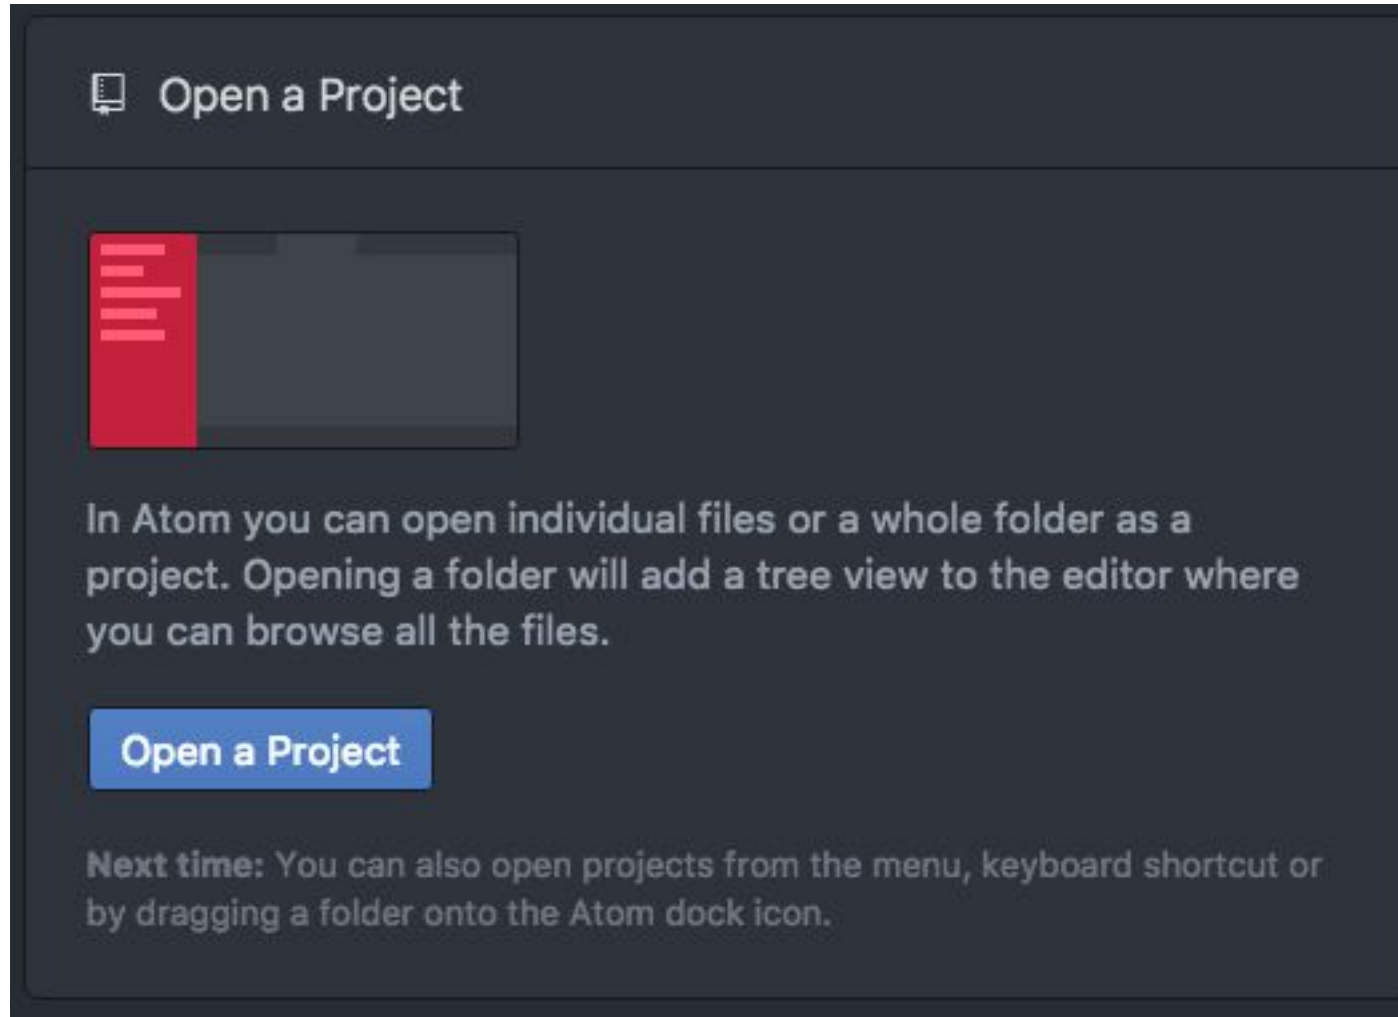 Open a Project
In Atom you can open individual files or a whole folder as a
project. Opening a folder will add a tree view to the editor where
you can browse all the files.
Open a Project
Next time: You can also open projects from the menu, keyboard shortcut or
by dragging a folder onto the Atom dock icon.